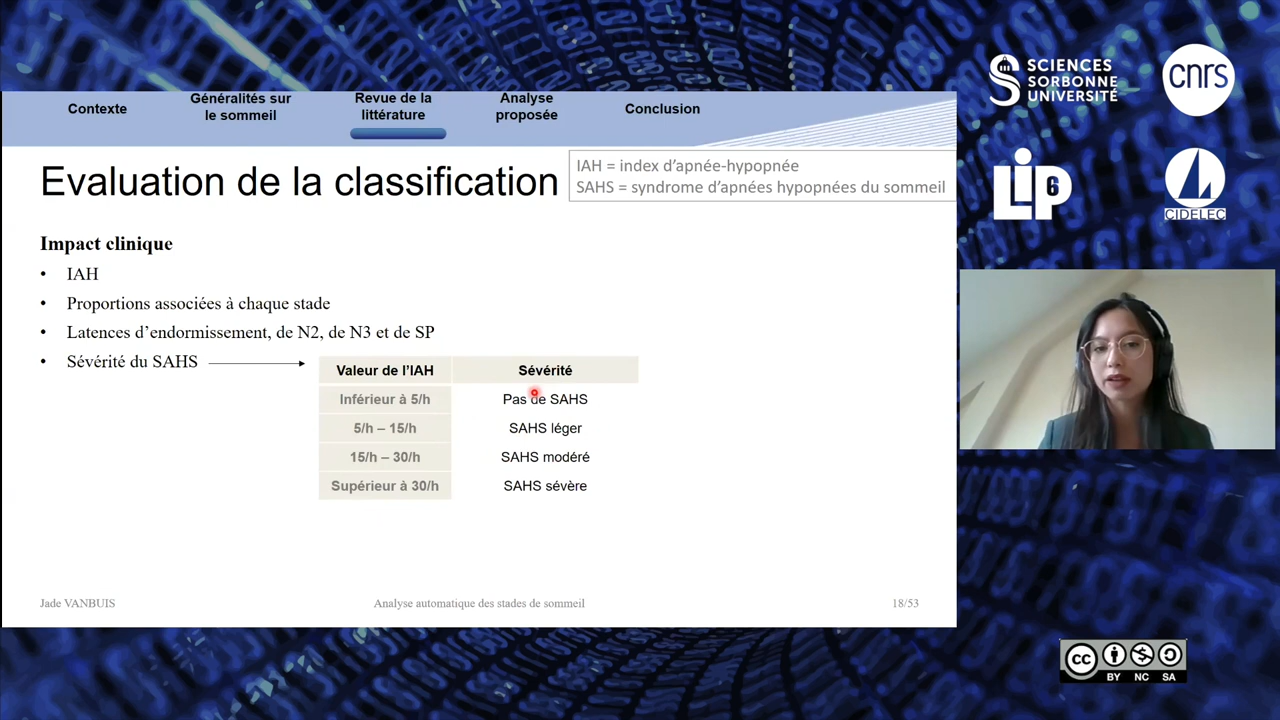 Contexte
Généralités sur
le sommeil
Revue de la
littérature
Analyse
proposée
Conclusion
Evaluation de la classification
IAH = index d’apnée-hypopnée
SAHS = syndrome d’apnées hypopnées du sommeil
Impact clinique
• IAH
• Proportions associées à chaque stade
• Latences d’endormissement, de N2, de N3 et de SP
• Sévérité du SAHS
Valeur de l’IAH Sévérité
Inférieur à 5/h Pas de SAHS
5/h – 15/h SAHS léger
15/h – 30/h SAHS modéré
Supérieur à 30/h SAHS sévère
Jade VANBUIS Analyse automatique des stades de sommeil 18/53
SCIENCES
SORBONNE
UNIVERSITÉ
cnrs
LIP6
CIDELEC
cc
BY NC SA